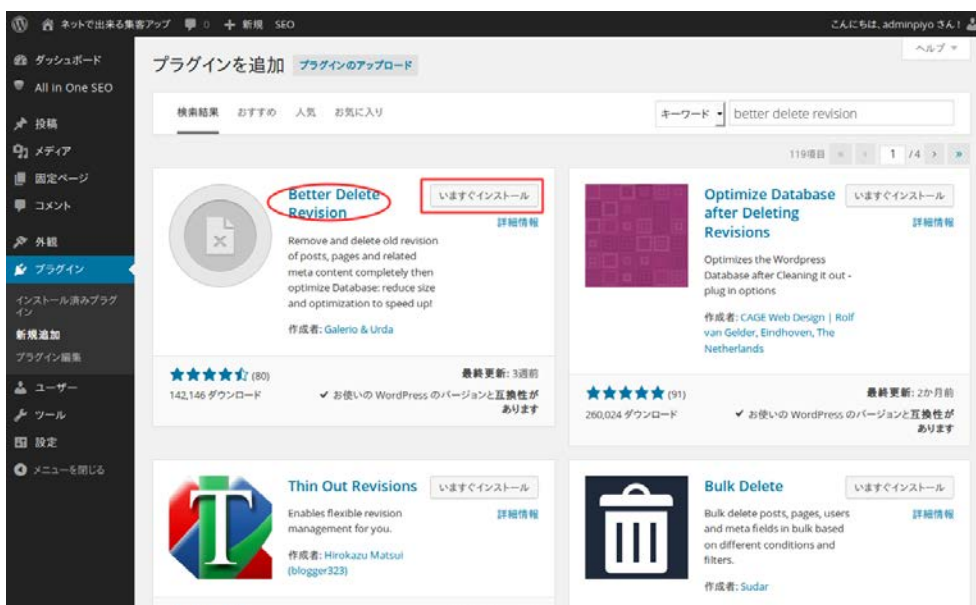 ネットで出来る集客アップ 0 + 新規 SEO こんにちは、adminpiyo さん!
ヘルプ
ダッシュボード
All in One SEO
投稿
メディア
固定ページ
コメント
外観
プラグイン
インストール済みプラグ
イン
新規追加
プラグイン編集
ユーザー
ツール
設定
メニューを閉じる
プラグインを追加 プラグインのアップロード
検索結果 おすすめ 人気 お気に入り キーワード better delete revision
119項目 « ‹ 1 /4 › »
Better Delete
Revision
いますぐインストール
詳細情報
Remove and delete old revision
of posts, pages and related
meta content completely then
optimize Database: reduce size
and optimization to speed up!
作成者: Galerio & Urda
(80)
最終更新: 3週前
142,146 ダウンロード
✔ お使いの WordPress のバージョンと互換性が
あります
Optimize Database
after Deleting
Revisions
いますぐインストール
詳細情報
Optimizes the Wordpress
Database after Cleaning it out -
plug in options
作成者: CAGE Web Design | Rolf
van Gelder, Eindhoven, The
Netherlands
(91)
最終更新: 2か月前
260,024 ダウンロード
✔ お使いの WordPress のバージョンと互換性が
あります
Thin Out Revisions
いますぐインストール
詳細情報
Enables flexible revision
management for you.
作成者: Hirokazu Matsui
(blogger323)
T
Bulk Delete
いますぐインストール
詳細情報
Bulk delete posts, pages, users
and meta fields in bulk based
on different conditions and
filters.
作成者: Sudar